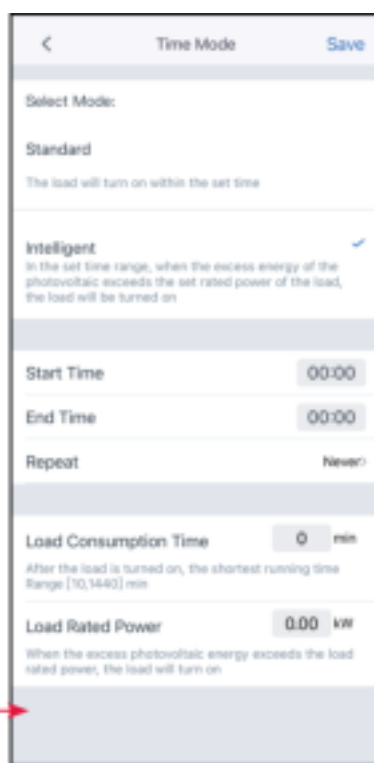 Time Mode Save
Select Mode:
Standard
The load will turn on within the set time
Intelligent
In the set time range, when the excess energy of the
photovoltaic exceeds the set rated power of the load,
the load will be turned on
Start Time 00:00
End Time 00:00
Repeat Never
Load Consumption Time 0 min
After the load is turned on, the shortest running time
Range [10,1440] min
Load Rated Power 0.00 kW
When the excess photovoltaic energy exceeds the load
rated power, the load will turn on